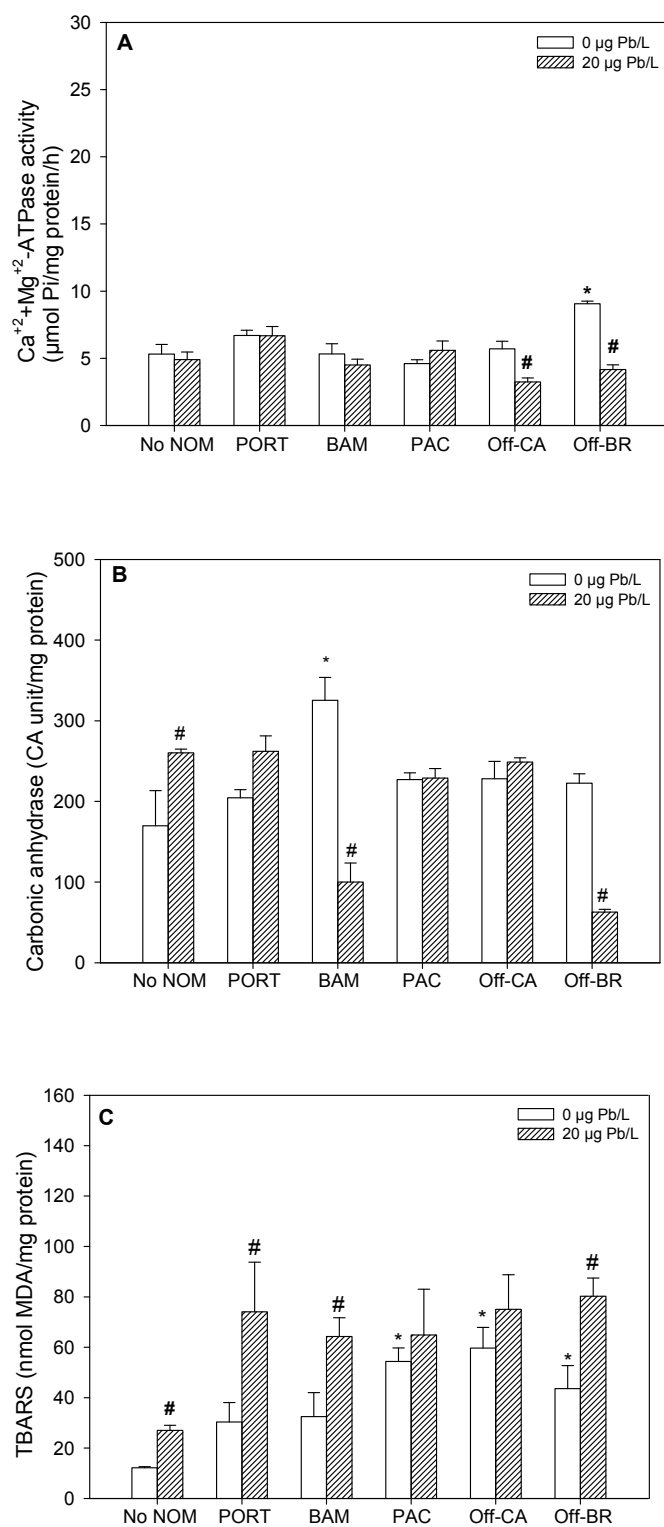 A
0 µg Pb/L
20 µg Pb/L
Ca+2+Mg+2-ATPase activity
(µmol Pi/mg protein/h)
30
25
20
15
10
5
0
*
#
#
No NOM PORT BAM PAC Off-CA Off-BR
B
0 µg Pb/L
20 µg Pb/L
Carbonic anhydrase (CA unit/mg protein)
500
400
300
200
100
0
#
*
#
#
No NOM PORT BAM PAC Off-CA Off-BR
C
0 µg Pb/L
20 µg Pb/L
TBARS (nmol MDA/mg protein)
160
140
120
100
80
60
40
20
0
#
#
#
*
*
*
#
No NOM PORT BAM PAC Off-CA Off-BR